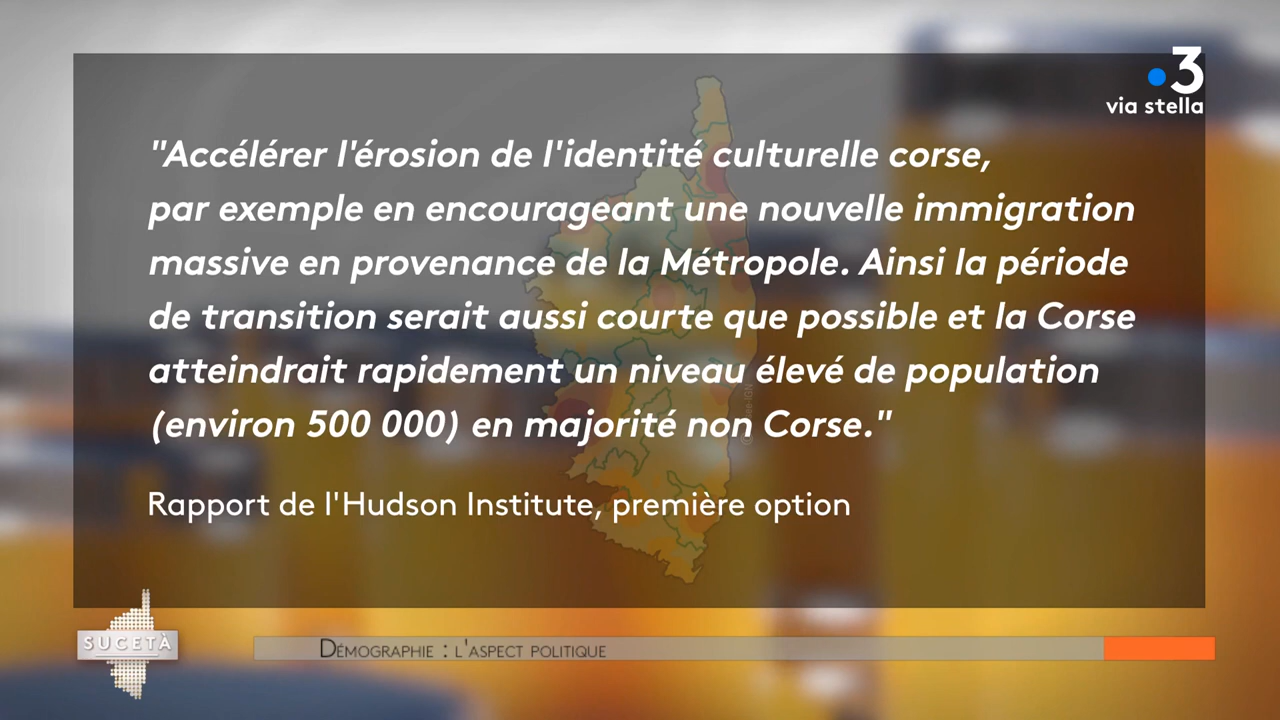 3
via stella
"Accélérer l'érosion de l'identité culturelle corse,
par exemple en encourageant une nouvelle immigration
massive en provenance de la Métropole. Ainsi la période
de transition serait aussi courte que possible et la Corse
atteindrait rapidement un niveau élevé de population
(environ 500 000) en majorité non Corse."
Rapport de l'Hudson Institute, première option
SUCETÀ
Démographie : l'aspect politique